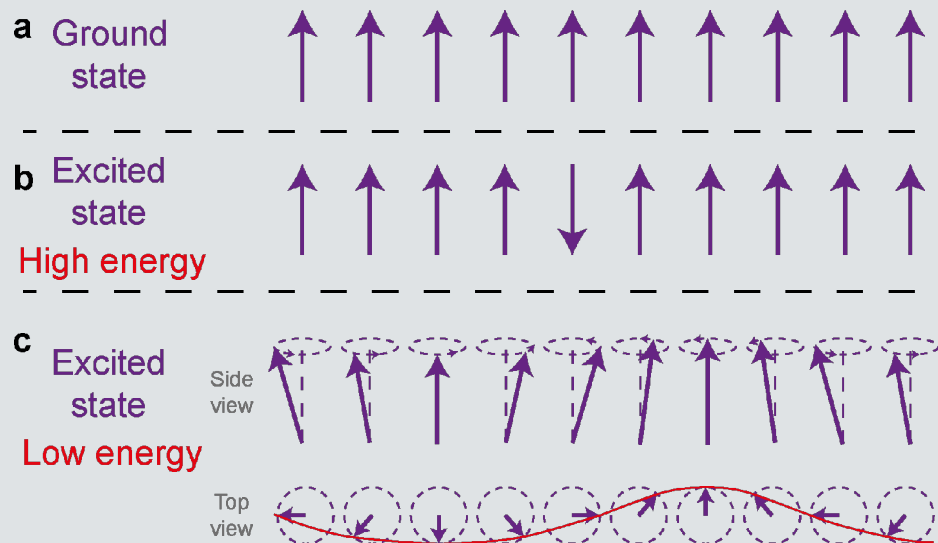 a Ground
state
b Excited
state
High energy
c Excited
state
Low energy
Side
view
Top
view